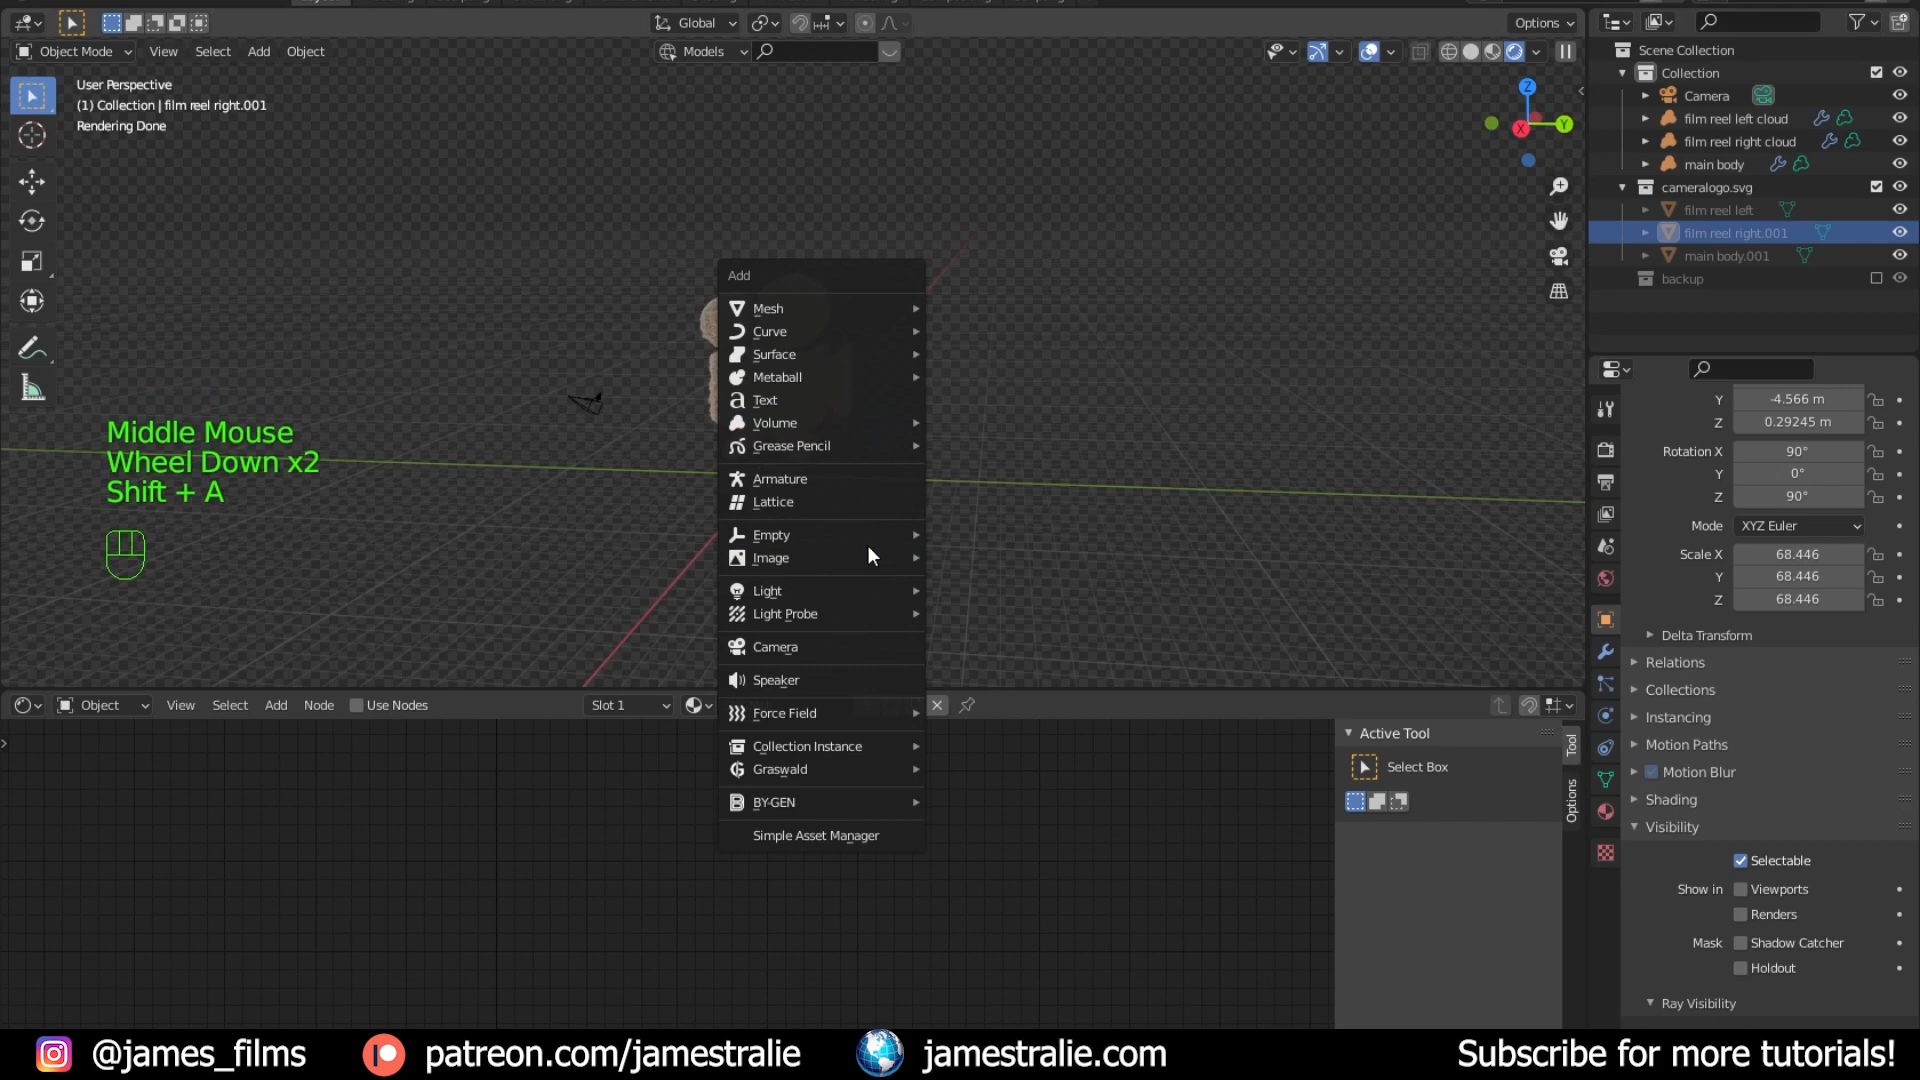 Global
Options
Object Mode
View
Select
Add
Object
Models
User Perspective
(1) Collection | film reel right.001
Rendering Done
Z
X
Y
Scene Collection
Collection
Camera
film reel left cloud
film reel right cloud
main body
cameralogo.svg
film reel left
film reel right.001
main body.001
backup
Middle Mouse
Wheel Down x2
Shift + A
Add
Mesh
Curve
Surface
Metaball
Text
Volume
Grease Pencil
Armature
Lattice
Empty
Image
Light
Light Probe
Camera
Speaker
Force Field
Collection Instance
Graswald
BY-GEN
Simple Asset Manager
Y -4.566 m
Z 0.29245 m
Rotation X 90°
Y 0°
Z 90°
Mode XYZ Euler
Scale X 68.446
Y 68.446
Z 68.446
Delta Transform
Relations
Collections
Instancing
Motion Paths
Motion Blur
Shading
Visibility
Selectable
Show in Viewports
Renders
Mask Shadow Catcher
Holdout
Ray Visibility
Object
View
Select
Add
Node
Use Nodes
Slot 1
Active Tool
Select Box
Tool
Options
@james_films
patreon.com/jamestralie
jamestralie.com
Subscribe for more tutorials!